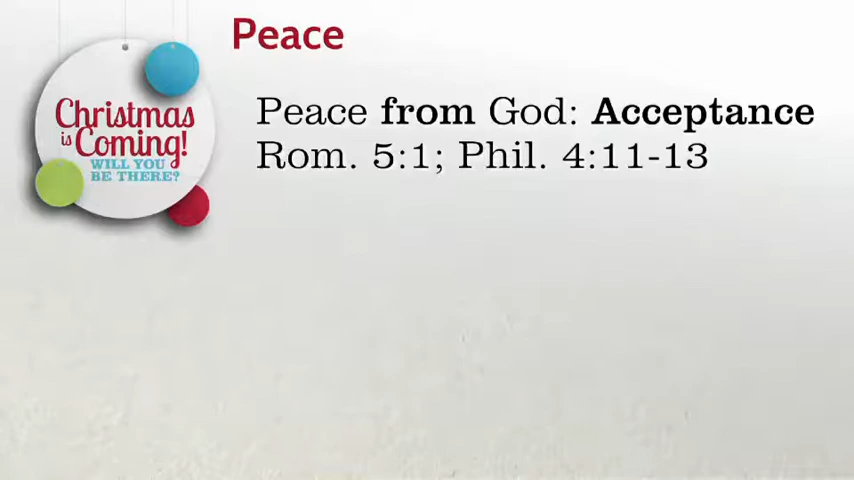 Peace
Christmas
is Coming!
WILL YOU
BE THERE?
Peace from God: Acceptance
Rom. 5:1; Phil. 4:11-13